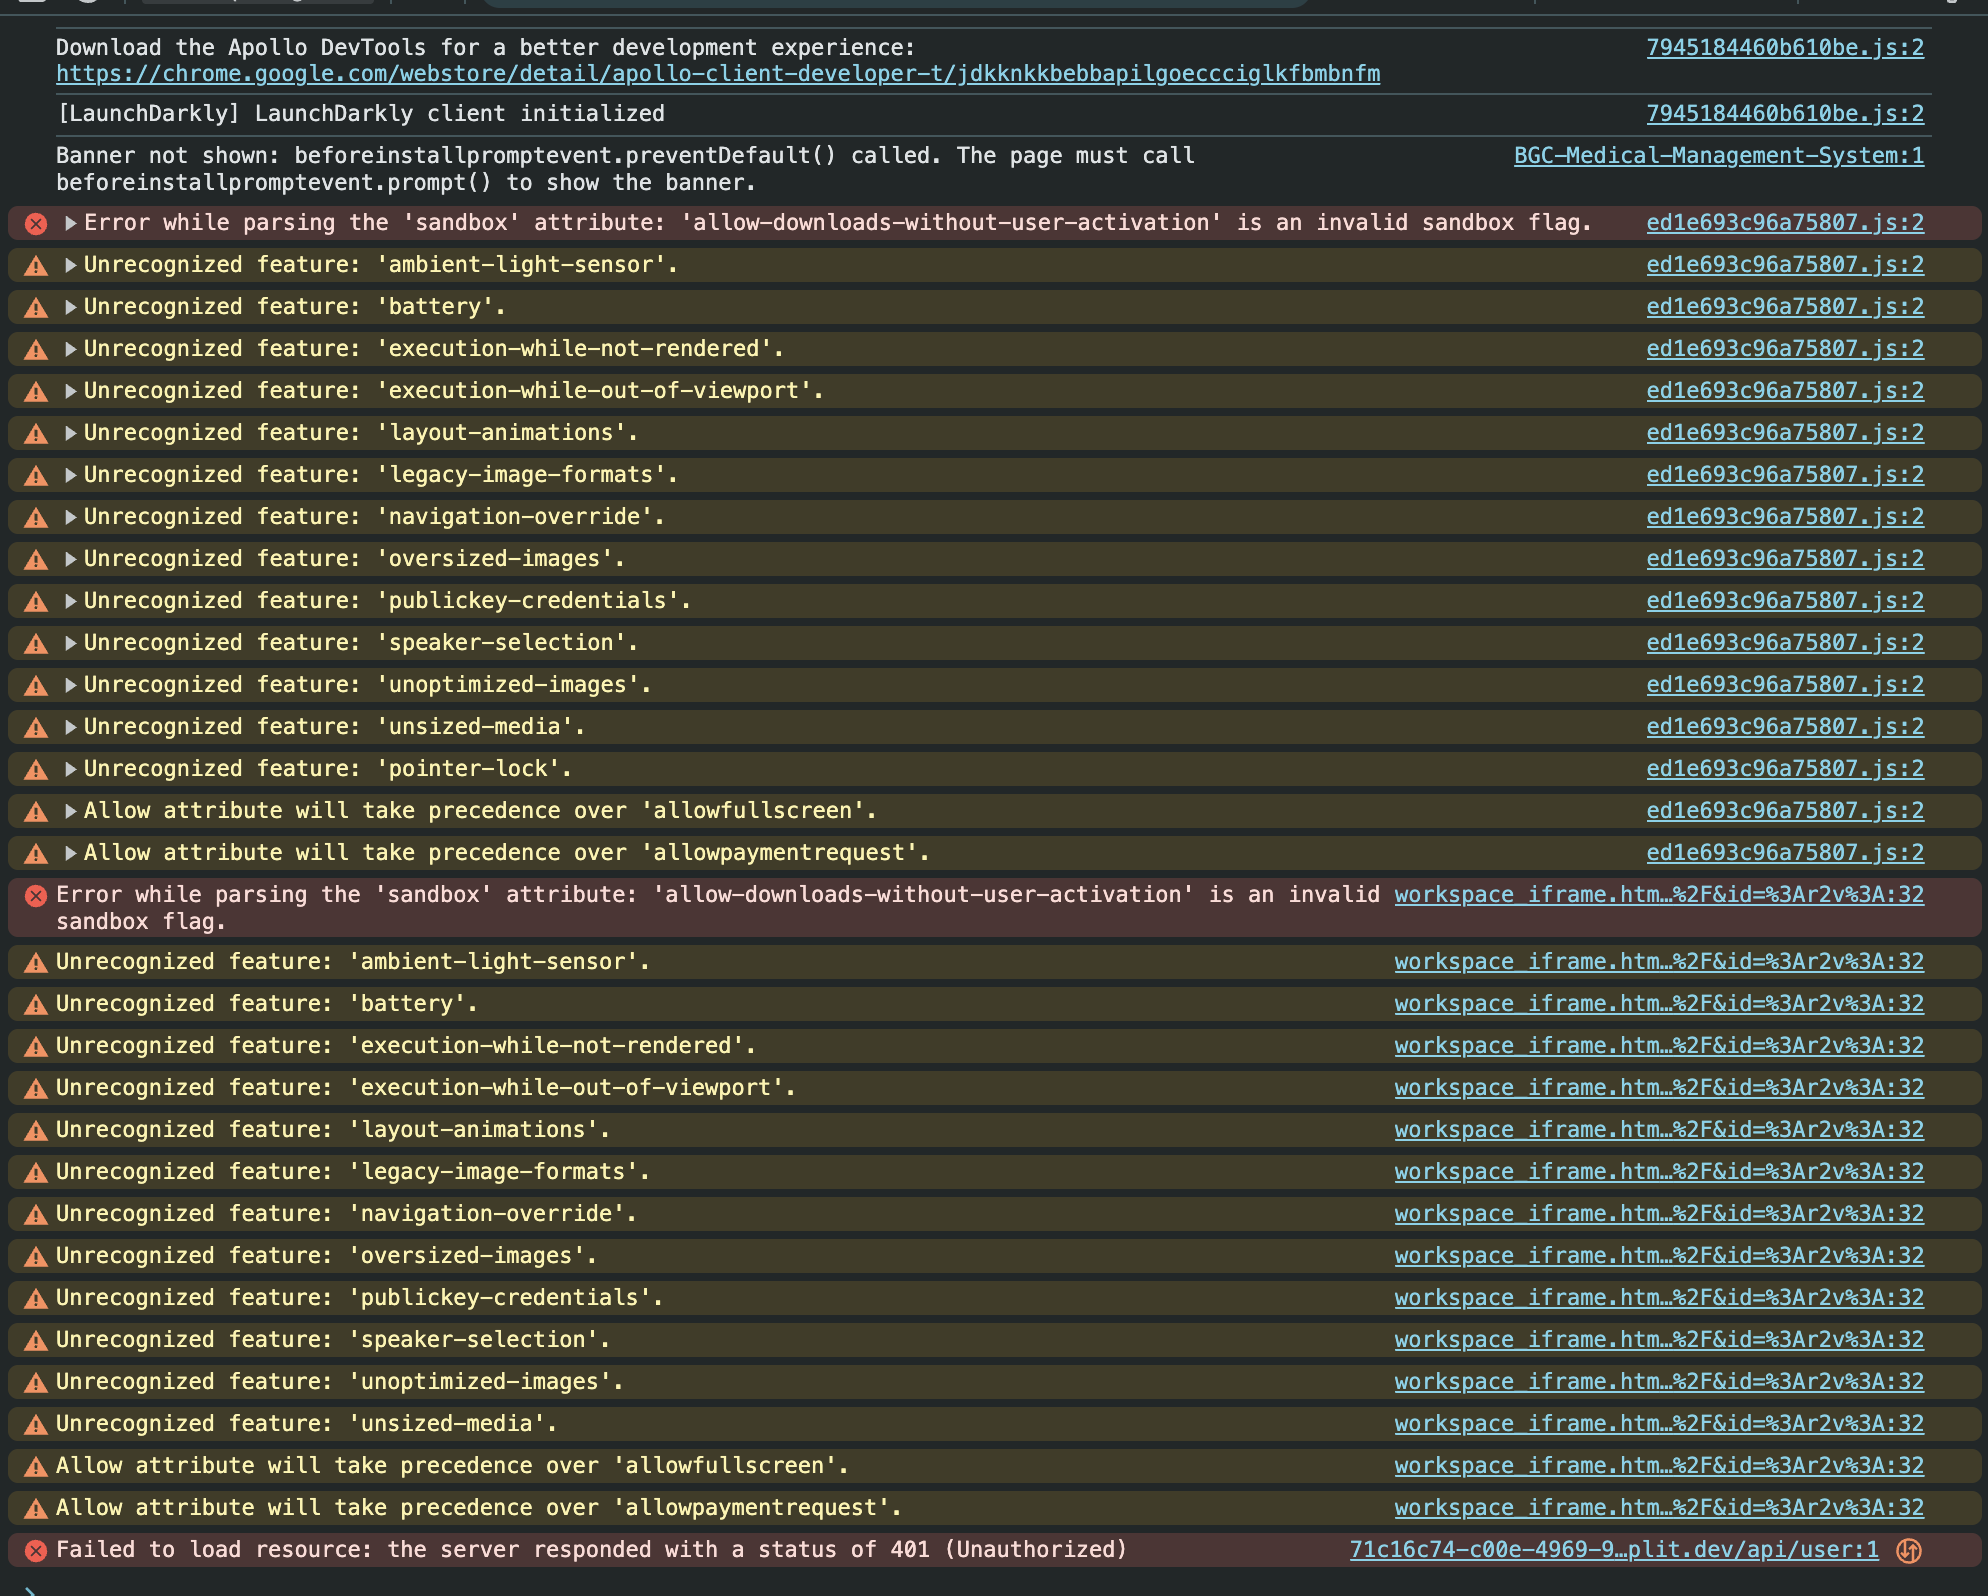 Download the Apollo DevTools for a better development experience: 7945184460b610be.js:2
https://chrome.google.com/webstore/detail/apollo-client-developer-t/jdkknkkbebbapilgoeccciglkfbmbnfm
[LaunchDarkly] LaunchDarkly client initialized 7945184460b610be.js:2
Banner not shown: beforeinstallpromptevent.preventDefault() called. The page must call BGC-Medical-Management-System:1
beforeinstallpromptevent.prompt() to show the banner.
Error while parsing the 'sandbox' attribute: 'allow-downloads-without-user-activation' is an invalid sandbox flag. ed1e693c96a75807.js:2
Unrecognized feature: 'ambient-light-sensor'. ed1e693c96a75807.js:2
Unrecognized feature: 'battery'. ed1e693c96a75807.js:2
Unrecognized feature: 'execution-while-not-rendered'. ed1e693c96a75807.js:2
Unrecognized feature: 'execution-while-out-of-viewport'. ed1e693c96a75807.js:2
Unrecognized feature: 'layout-animations'. ed1e693c96a75807.js:2
Unrecognized feature: 'legacy-image-formats'. ed1e693c96a75807.js:2
Unrecognized feature: 'navigation-override'. ed1e693c96a75807.js:2
Unrecognized feature: 'oversized-images'. ed1e693c96a75807.js:2
Unrecognized feature: 'publickey-credentials'. ed1e693c96a75807.js:2
Unrecognized feature: 'speaker-selection'. ed1e693c96a75807.js:2
Unrecognized feature: 'unoptimized-images'. ed1e693c96a75807.js:2
Unrecognized feature: 'unsized-media'. ed1e693c96a75807.js:2
Unrecognized feature: 'pointer-lock'. ed1e693c96a75807.js:2
Allow attribute will take precedence over 'allowfullscreen'. ed1e693c96a75807.js:2
Allow attribute will take precedence over 'allowpaymentrequest'. ed1e693c96a75807.js:2
Error while parsing the 'sandbox' attribute: 'allow-downloads-without-user-activation' is an invalid workspace_iframe.htm…%2F&id=%3Ar2v%3A:32
sandbox flag.
Unrecognized feature: 'ambient-light-sensor'. workspace_iframe.htm…%2F&id=%3Ar2v%3A:32
Unrecognized feature: 'battery'. workspace_iframe.htm…%2F&id=%3Ar2v%3A:32
Unrecognized feature: 'execution-while-not-rendered'. workspace_iframe.htm…%2F&id=%3Ar2v%3A:32
Unrecognized feature: 'execution-while-out-of-viewport'. workspace_iframe.htm…%2F&id=%3Ar2v%3A:32
Unrecognized feature: 'layout-animations'. workspace_iframe.htm…%2F&id=%3Ar2v%3A:32
Unrecognized feature: 'legacy-image-formats'. workspace_iframe.htm…%2F&id=%3Ar2v%3A:32
Unrecognized feature: 'navigation-override'. workspace_iframe.htm…%2F&id=%3Ar2v%3A:32
Unrecognized feature: 'oversized-images'. workspace_iframe.htm…%2F&id=%3Ar2v%3A:32
Unrecognized feature: 'publickey-credentials'. workspace_iframe.htm…%2F&id=%3Ar2v%3A:32
Unrecognized feature: 'speaker-selection'. workspace_iframe.htm…%2F&id=%3Ar2v%3A:32
Unrecognized feature: 'unoptimized-images'. workspace_iframe.htm…%2F&id=%3Ar2v%3A:32
Unrecognized feature: 'unsized-media'. workspace_iframe.htm…%2F&id=%3Ar2v%3A:32
Allow attribute will take precedence over 'allowfullscreen'. workspace_iframe.htm…%2F&id=%3Ar2v%3A:32
Allow attribute will take precedence over 'allowpaymentrequest'. workspace_iframe.htm…%2F&id=%3Ar2v%3A:32
Failed to load resource: the server responded with a status of 401 (Unauthorized) 71c16c74-c00e-4969-9…plit.dev/api/user:1